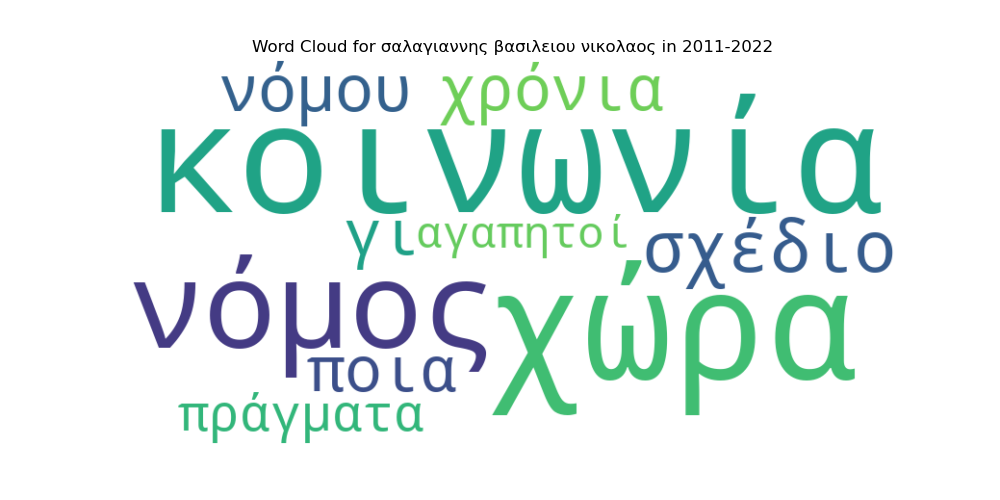 Word Cloud for σαλαγιαννης βασιλειου νικολαος in 2011-2022
νόμου χρόνια
κοινωνία
γι αγαπητοί σχέδιο
νόμος χώρα
ποια
πράγματα